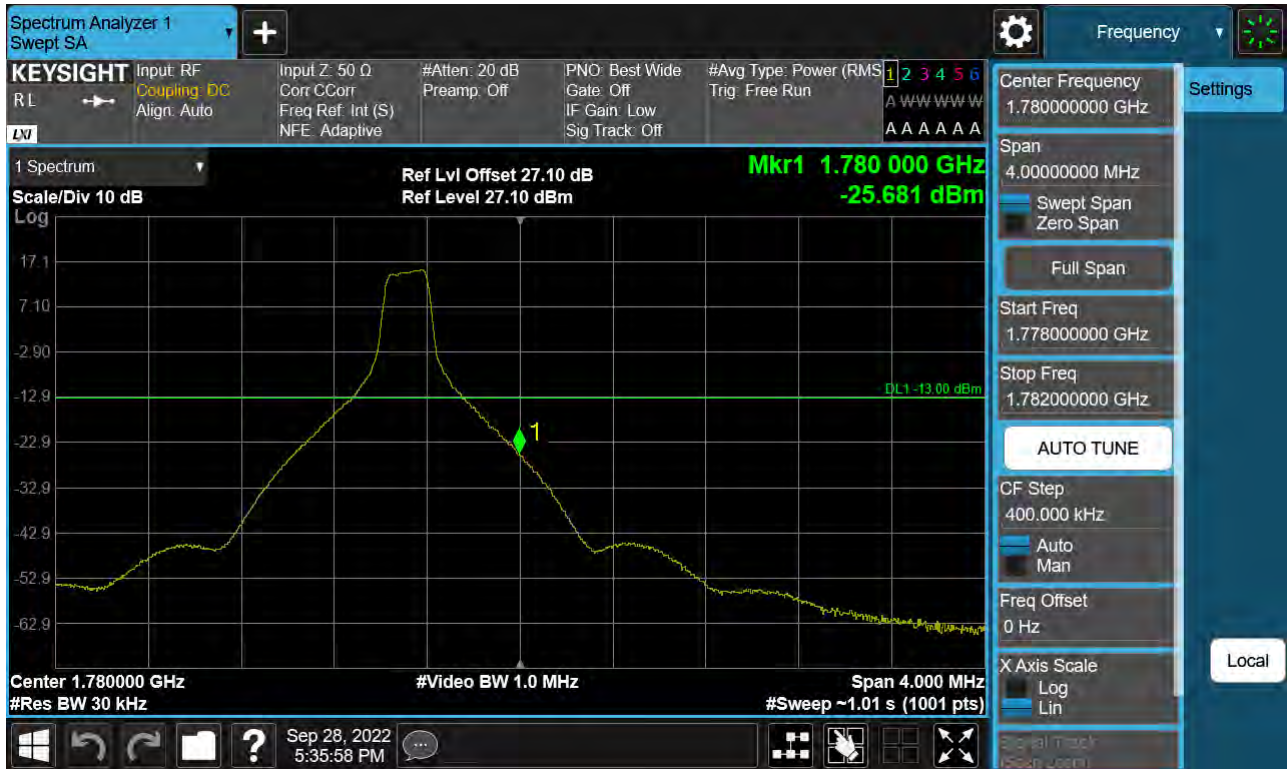 Spectrum Analyzer 1
Swept SA
Frequency
KEYSIGHT
RL
LXI
Input: RF
Coupling: DC
Align: Auto
Input Z: 50 Ω
Corr CCorr
Freq Ref: Int (S)
NFE: Adaptive
#Atten: 20 dB
Preamp: Off
PNO: Best Wide
Gate: Off
IF Gain: Low
Sig Track: Off
#Avg Type: Power (RMS
Trig: Free Run
1 2 3 4 5 6
A W W W W W
A A A A A A
1 Spectrum
Scale/Div 10 dB
Ref Lvl Offset 27.10 dB
Ref Level 27.10 dBm
Mkr1 1.780 000 GHz
-25.681 dBm
Log
17.1
7.10
-2.90
-12.9
-22.9
-32.9
-42.9
-52.9
-62.9
DL1 -13.00 dBm
1
Center 1.780000 GHz
#Res BW 30 kHz
#Video BW 1.0 MHz
Span 4.000 MHz
#Sweep ~1.01 s (1001 pts)
Center Frequency
1.780000000 GHz
Settings
Span
4.00000000 MHz
Swept Span
Zero Span
Full Span
Start Freq
1.778000000 GHz
Stop Freq
1.782000000 GHz
AUTO TUNE
CF Step
400.000 kHz
Auto
Man
Freq Offset
0 Hz
X Axis Scale
Log
Lin
Local
Signal Track
(Span Zoom)
?
Sep 28, 2022
5:35:58 PM